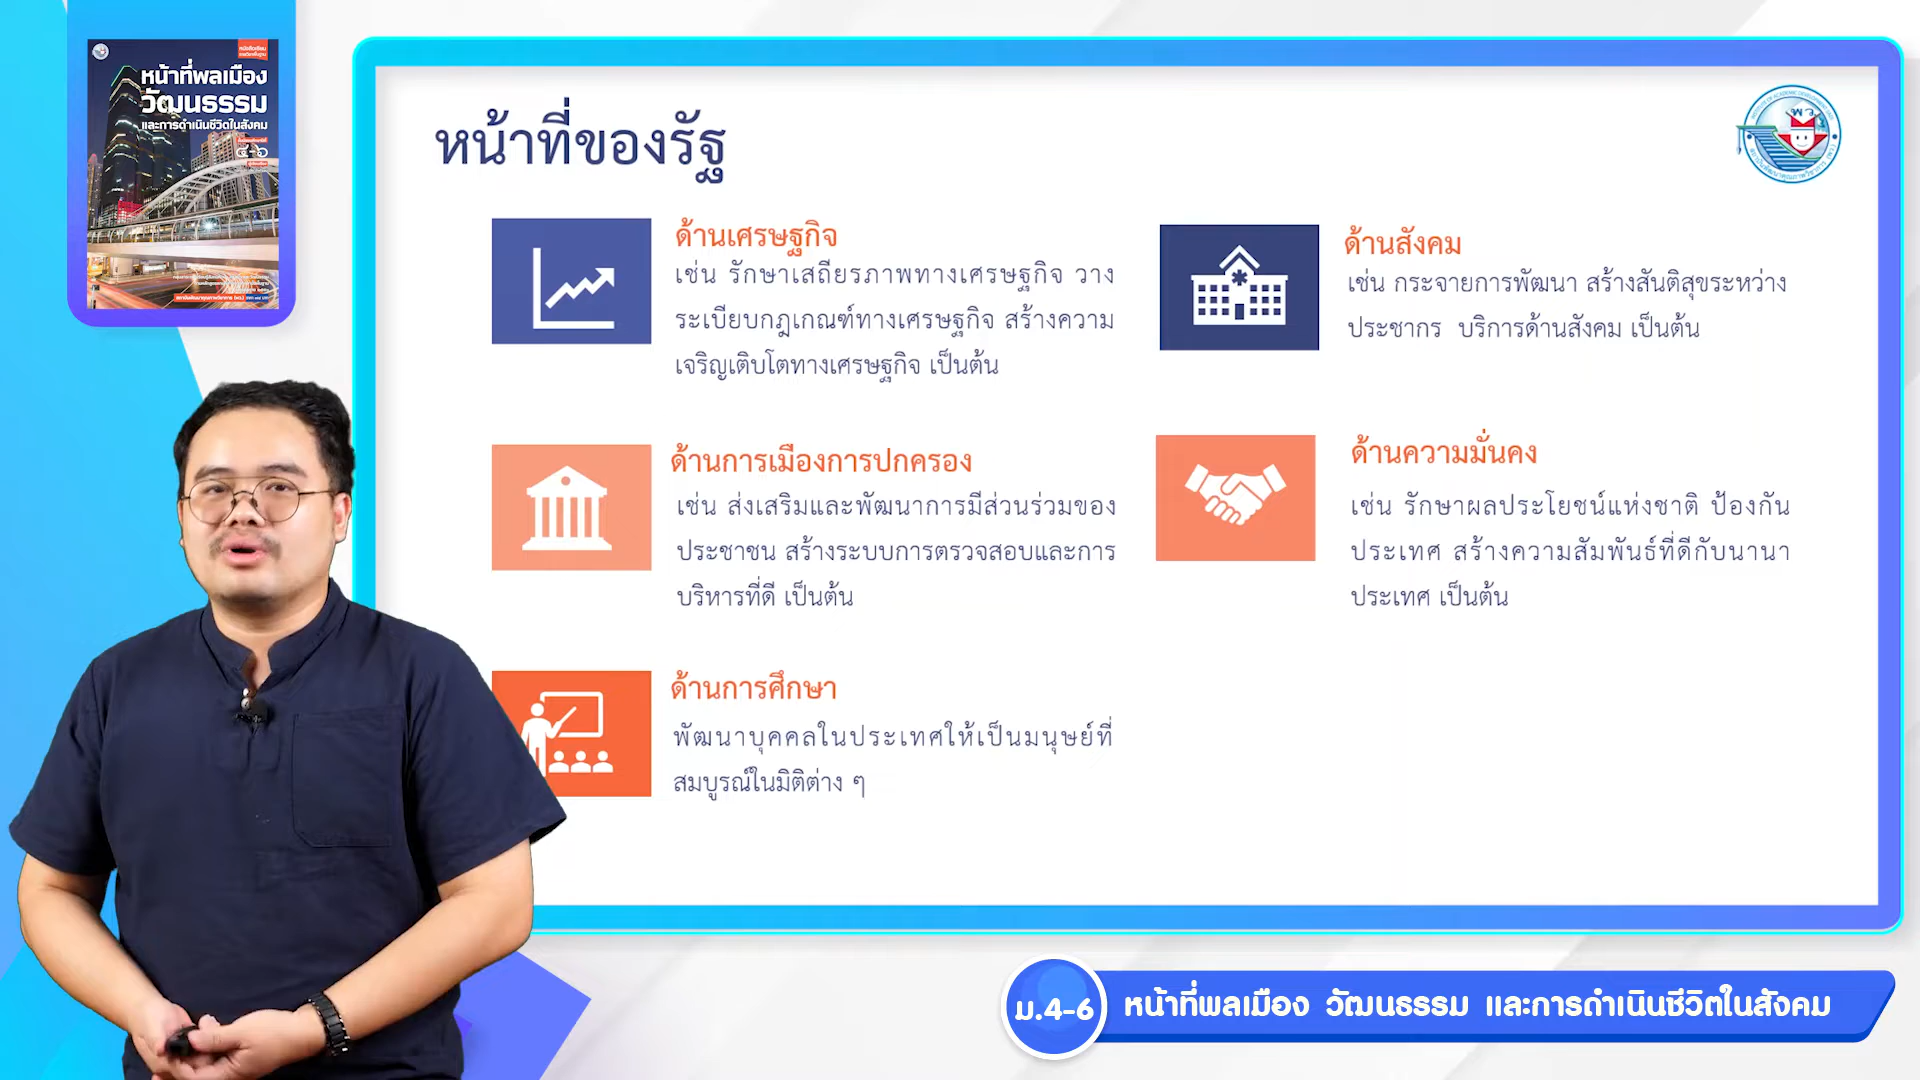 หนังสือเรียน
หน้าที่พลเมือง
วัฒนธรรม
และการดำเนินชีวิตในสังคม
๔-๖
หน้าที่ของรัฐ
พว
ด้านเศรษฐกิจ
เช่น รักษาเสถียรภาพทางเศรษฐกิจ วาง
ระเบียบกฎเกณฑ์ทางเศรษฐกิจ สร้างความ
เจริญเติบโตทางเศรษฐกิจ เป็นต้น
ด้านสังคม
เช่น กระจายการพัฒนา สร้างสันติสุขระหว่าง
ประชากร บริการด้านสังคม เป็นต้น
ด้านการเมืองการปกครอง
เช่น ส่งเสริมและพัฒนาการมีส่วนร่วมของ
ประชาชน สร้างระบบการตรวจสอบและการ
บริหารที่ดี เป็นต้น
ด้านความมั่นคง
เช่น รักษาผลประโยชน์แห่งชาติ ป้องกัน
ประเทศ สร้างความสัมพันธ์ที่ดีกับนานา
ประเทศ เป็นต้น
ด้านการศึกษา
พัฒนาบุคคลในประเทศให้เป็นมนุษย์ที่
สมบูรณ์ในมิติต่าง ๆ
ม.4-6 หน้าที่พลเมือง วัฒนธรรม และการดำเนินชีวิตในสังคม